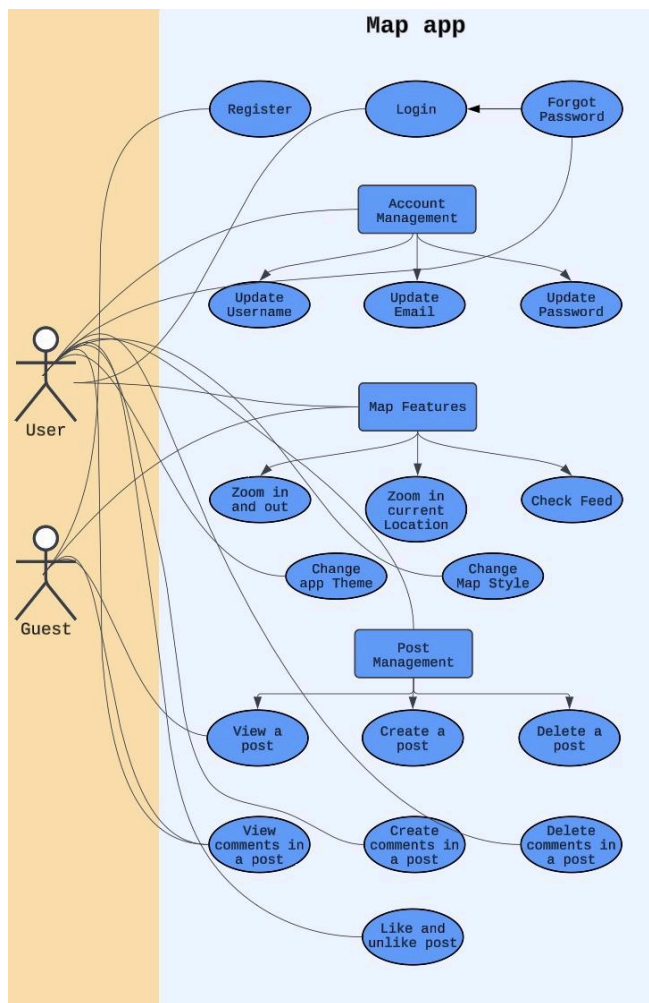 Map app
Register
Login
Forgot
Password
Account
Management
Update
Username
Update
Email
Update
Password
User
Map Features
Zoom in
and out
Zoom in
current
Location
Check Feed
Change
app Theme
Change
Map Style
Guest
Post
Management
View a
post
Create a
post
Delete a
post
View
comments in
a post
Create
comments in
a post
Delete
comments in
a post
Like and
unlike post